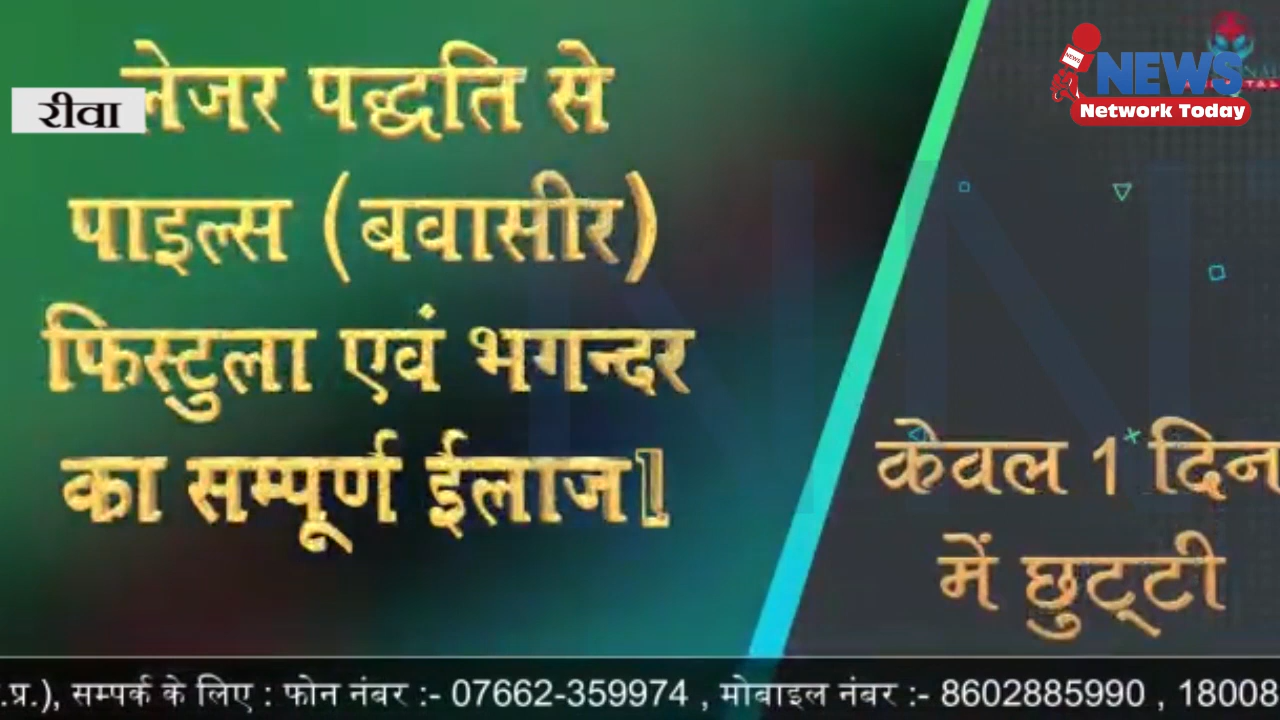 रीवा
लेजर पद्धति से
पाइल्स (बवासीर)
फिस्टुला एवं भगन्दर
का सम्पूर्ण ईलाज
केवल 1 दिन
में छुट्टी
NEWS
iNEWS
Network Today
.प्र.), सम्पर्क के लिए : फोन नंबर :- 07662-359974 , मोबाइल नंबर :- 8602885990 , 18008